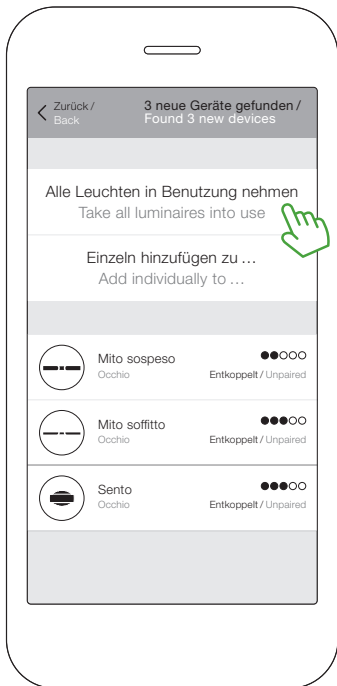 Zurück /
Back
3 neue Geräte gefunden /
Found 3 new devices
Alle Leuchten in Benutzung nehmen
Take all luminaires into use
Einzeln hinzufügen zu ...
Add individually to ...
Mito sospeso
Occhio
Entkoppelt / Unpaired
Mito soffitto
Occhio
Entkoppelt / Unpaired
Sento
Occhio
Entkoppelt / Unpaired